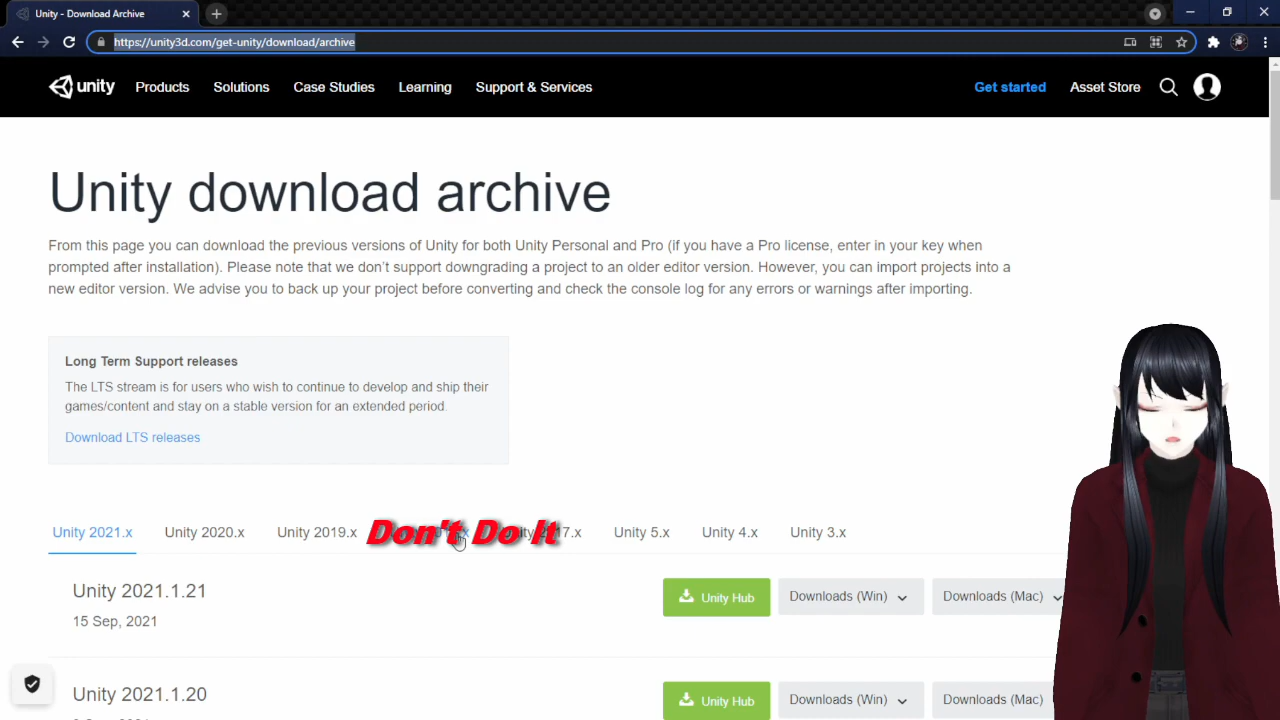 Unity - Download Archive
https://unity3d.com/get-unity/download/archive
unity Products Solutions Case Studies Learning Support & Services Get started Asset Store
Unity download archive
From this page you can download the previous versions of Unity for both Unity Personal and Pro (if you have a Pro license, enter in your key when
prompted after installation). Please note that we don't support downgrading a project to an older editor version. However, you can import projects into a
new editor version. We advise you to back up your project before converting and check the console log for any errors or warnings after importing.
Long Term Support releases
The LTS stream is for users who wish to continue to develop and ship their
games/content and stay on a stable version for an extended period.
Download LTS releases
Unity 2021.x Unity 2020.x Unity 2019.x Don't Do It Unity 5.x Unity 4.x Unity 3.x
Unity 2021.1.21 Unity Hub Downloads (Win) Downloads (Mac)
15 Sep, 2021
Unity 2021.1.20 Unity Hub Downloads (Win) Downloads (Mac)